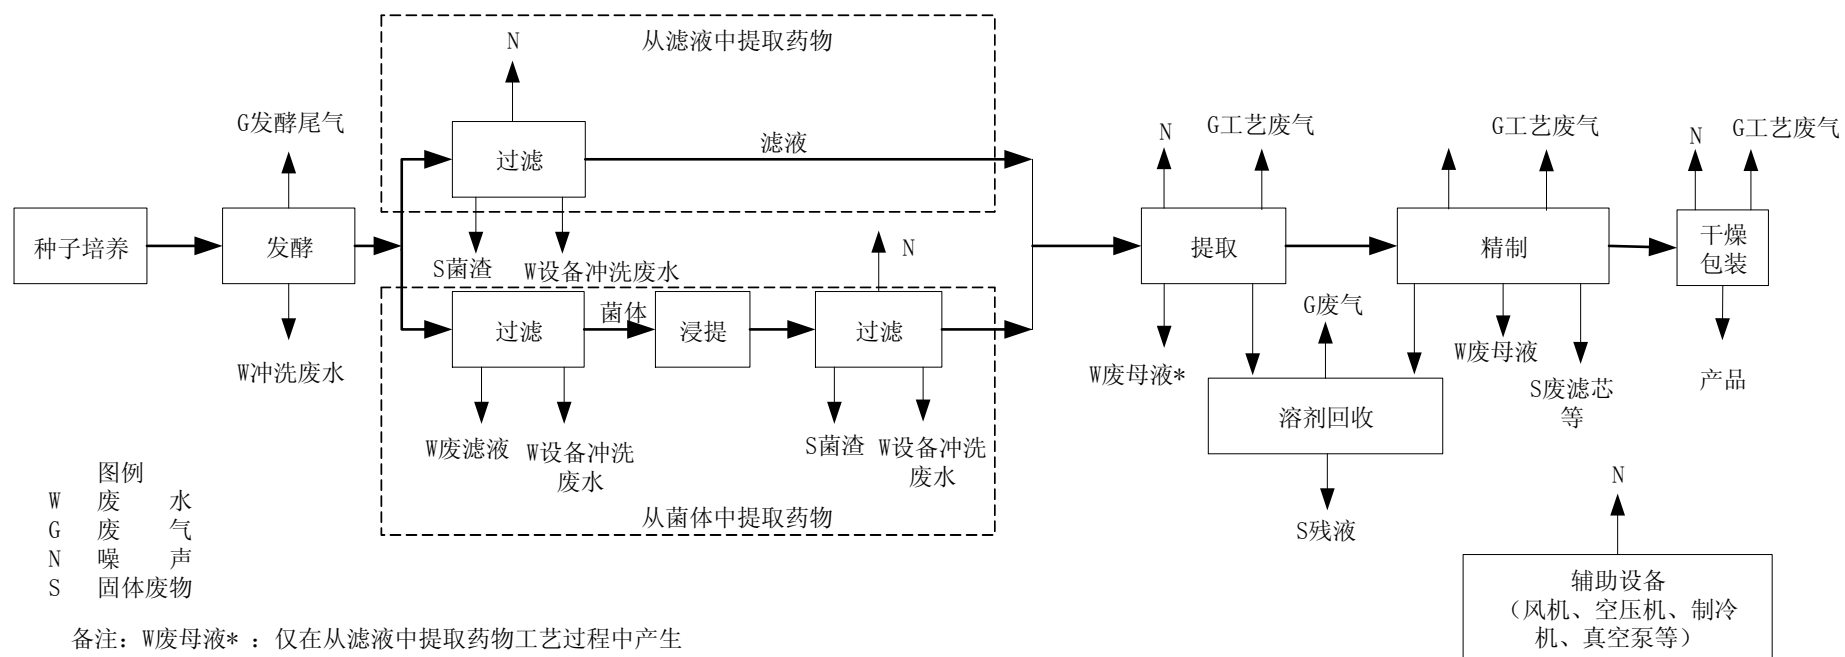 从滤液中提取药物
N
G发酵尾气
过滤
滤液
N
G工艺废气
G工艺废气
N
G工艺废气
种子培养
发酵
S菌渣
W设备冲洗废水
N
提取
精制
干燥
包装
W冲洗废水
过滤
菌体
浸提
过滤
G废气
W废母液*
W废母液
S废滤芯
等
产品
溶剂回收
W废滤液
W设备冲洗
废水
S菌渣
W设备冲洗
废水
从菌体中提取药物
S残液
N
图例
W 废 水
G 废 气
N 噪 声
S 固体废物
辅助设备
（风机、空压机、制冷
机、真空泵等）
备注：W废母液* ：仅在从滤液中提取药物工艺过程中产生